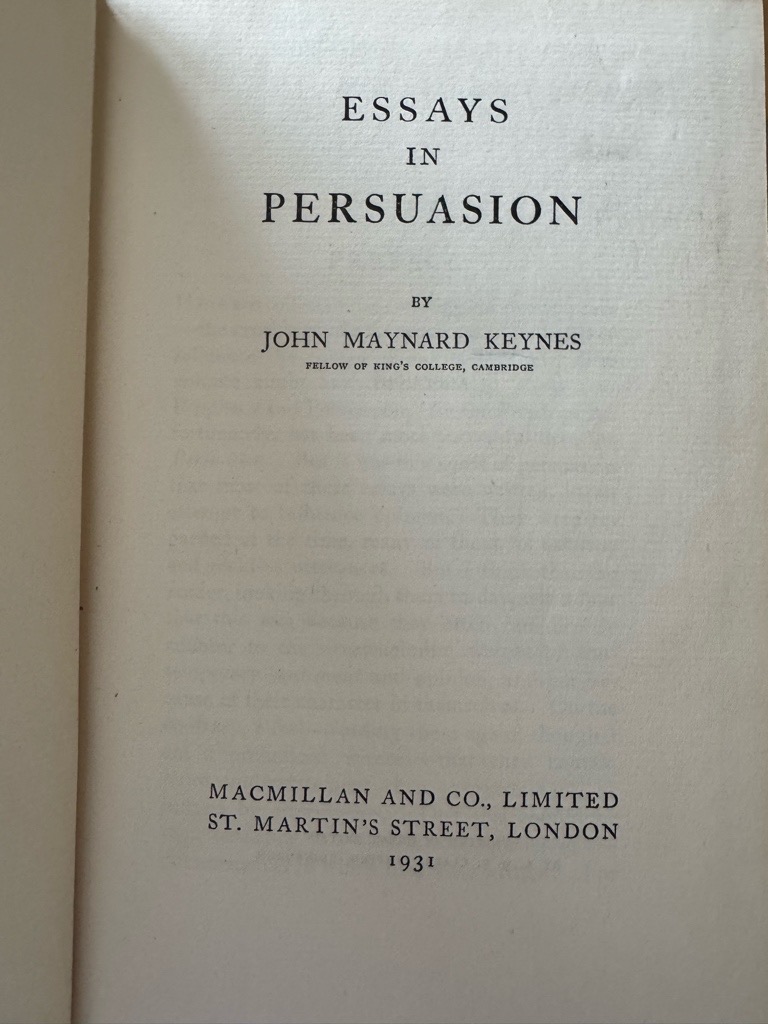 ESSAYS
IN
PERSUASION
BY
JOHN MAYNARD KEYNES
FELLOW OF KING'S COLLEGE, CAMBRIDGE
MACMILLAN AND CO., LIMITED
ST. MARTIN'S STREET, LONDON
1931